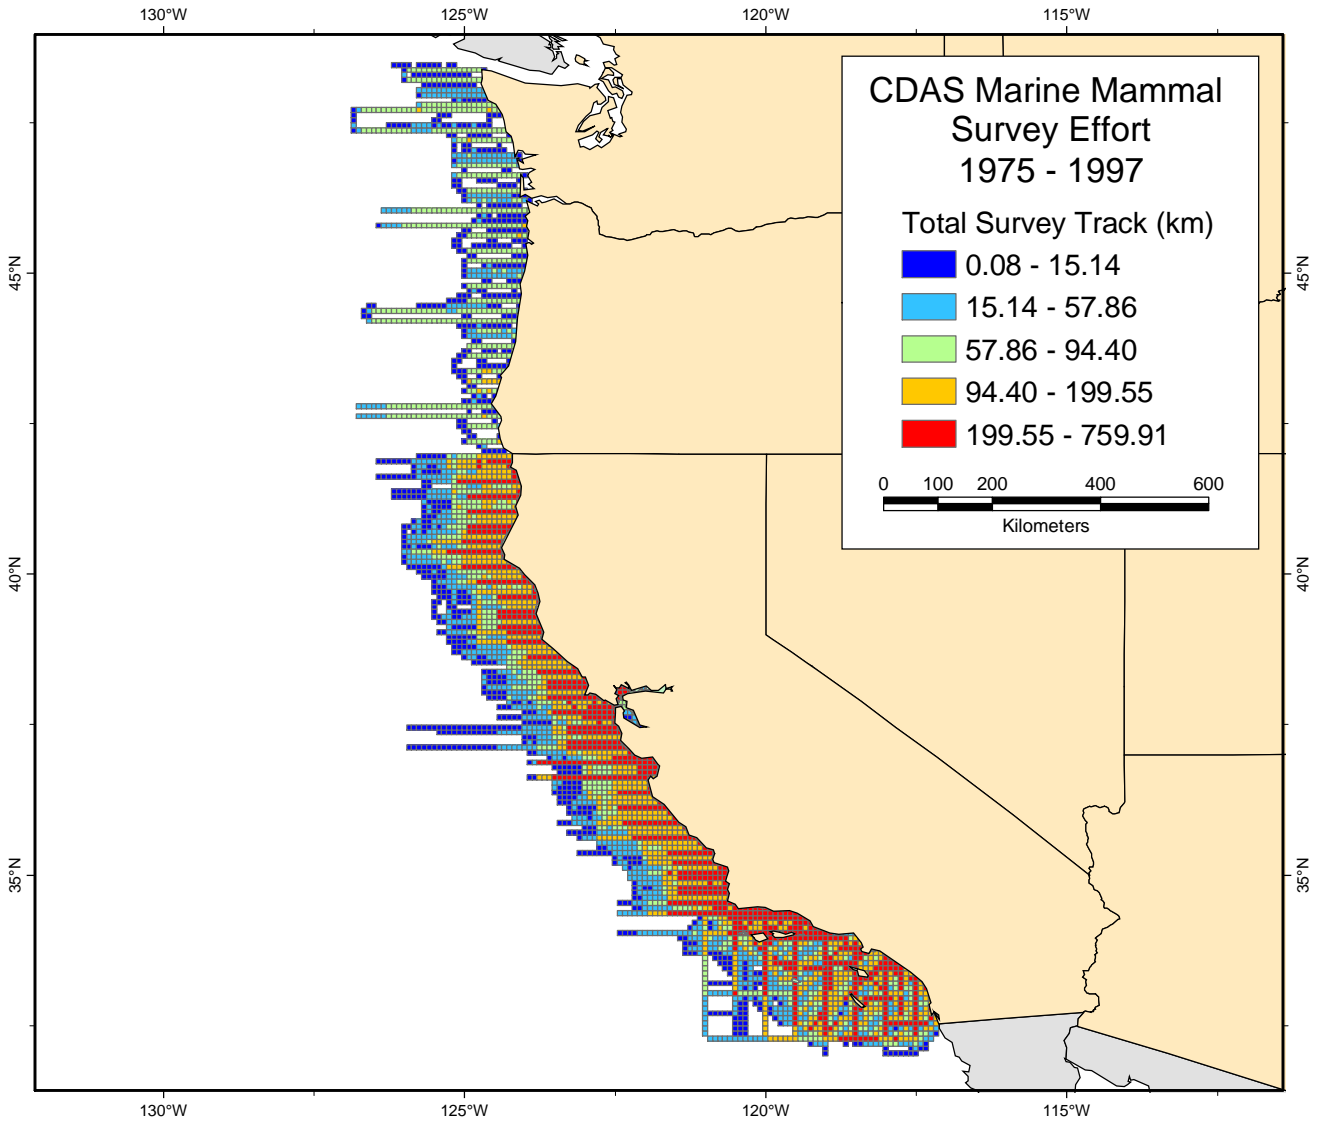 130°W 125°W 120°W 115°W
CDAS Marine Mammal
Survey Effort
1975 - 1997
Total Survey Track (km)
0.08 - 15.14
15.14 - 57.86
57.86 - 94.40
94.40 - 199.55
199.55 - 759.91
0 100 200 400 600
Kilometers
45°N 45°N
40°N 40°N
35°N 35°N
130°W 125°W 120°W 115°W